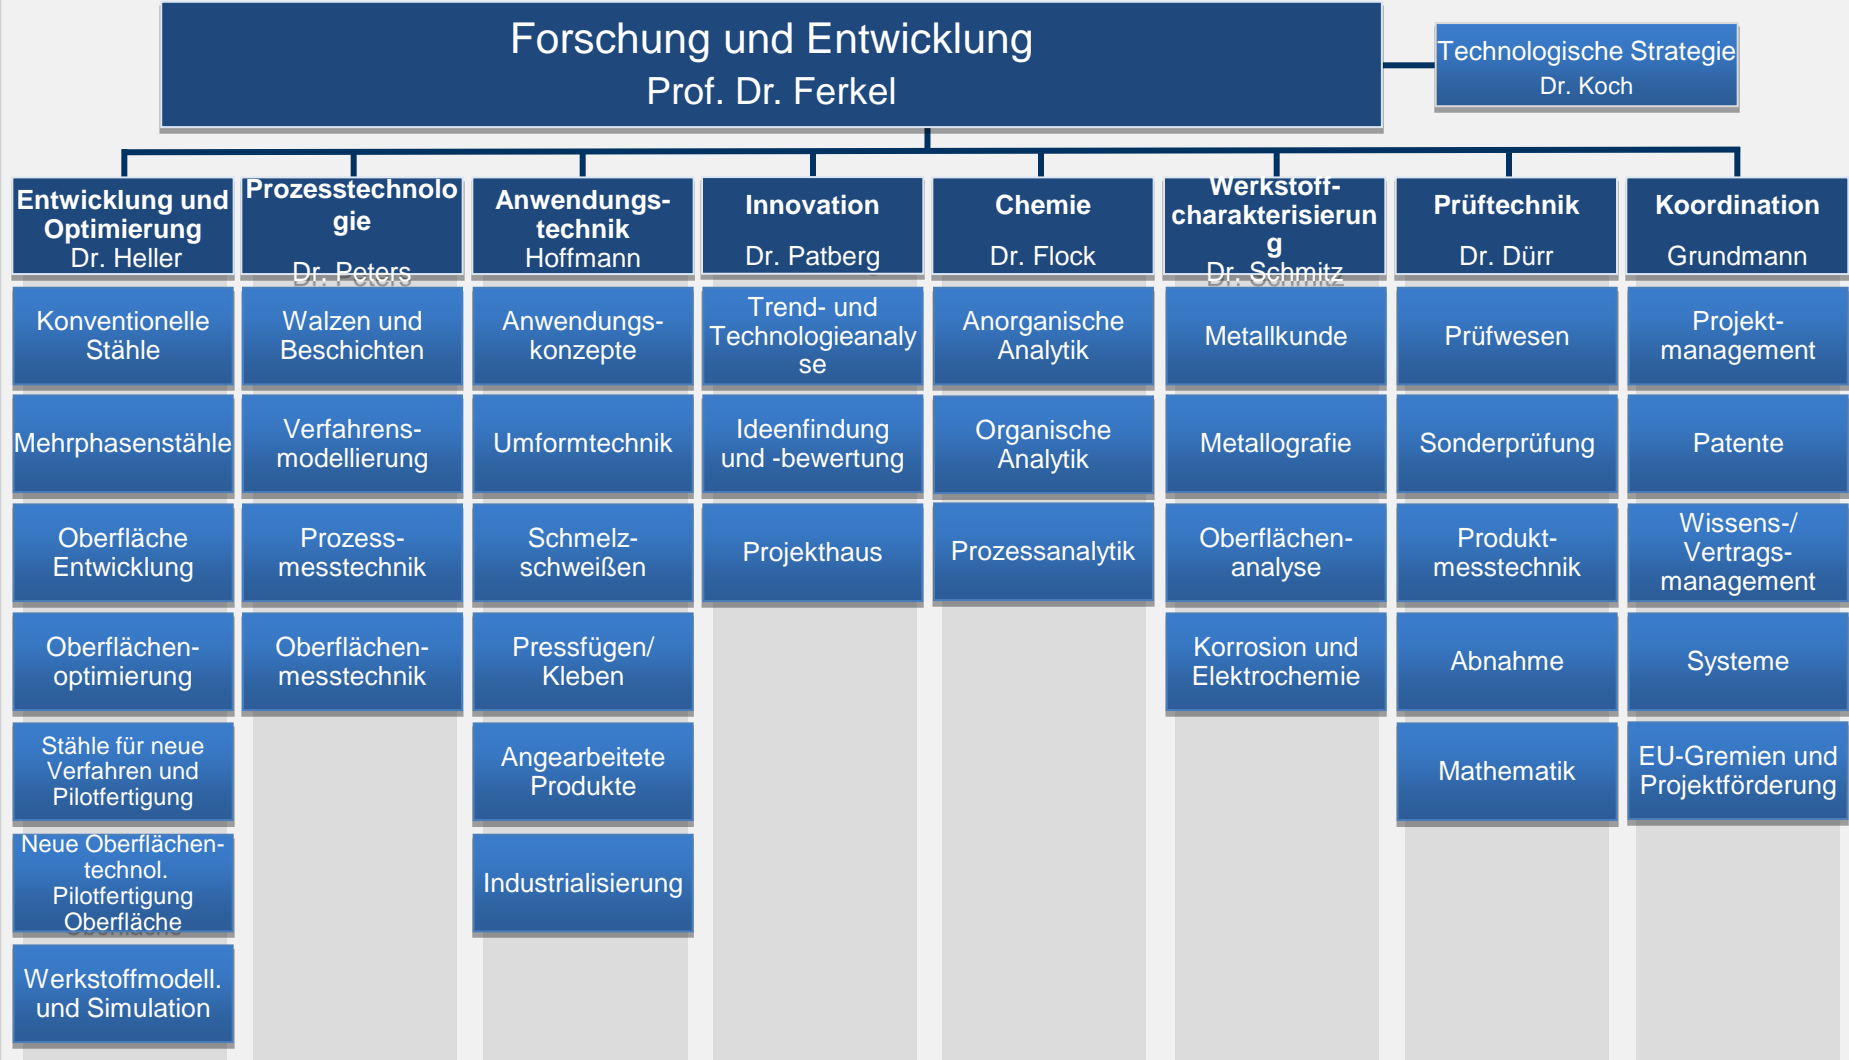 Forschung und Entwicklung
Prof. Dr. Ferkel
Technologische Strategie
Dr. Koch
Entwicklung und
Optimierung
Dr. Heller
Konventionelle
Stähle
Mehrphasenstähle
Oberfläche
Entwicklung
Oberflächen-
optimierung
Stähle für neue
Verfahren und
Pilotfertigung
Neue Oberflächen-
technol.
Pilotfertigung
Oberfläche
Werkstoffmodell.
und Simulation
Prozesstechnolo
gie
Dr. Peters
Walzen und
Beschichten
Verfahrens-
modellierung
Prozess-
messtechnik
Oberflächen-
messtechnik
Anwendungs-
technik
Hoffmann
Anwendungs-
konzepte
Umformtechnik
Schmelz-
schweißen
Pressfügen/
Kleben
Angearbeitete
Produkte
Industrialisierung
Innovation
Dr. Patberg
Trend- und
Technologieanaly
se
Ideenfindung
und -bewertung
Projekthaus
Chemie
Dr. Flock
Anorganische
Analytik
Organische
Analytik
Prozessanalytik
Werkstoff-
charakterisierun
g
Dr. Schmitz
Metallkunde
Metallografie
Oberflächen-
analyse
Korrosion und
Elektrochemie
Prüftechnik
Dr. Dürr
Prüfwesen
Sonderprüfung
Produkt-
messtechnik
Abnahme
Mathematik
Koordination
Grundmann
Projekt-
management
Patente
Wissens-/
Vertrags-
management
Systeme
EU-Gremien und
Projektförderung